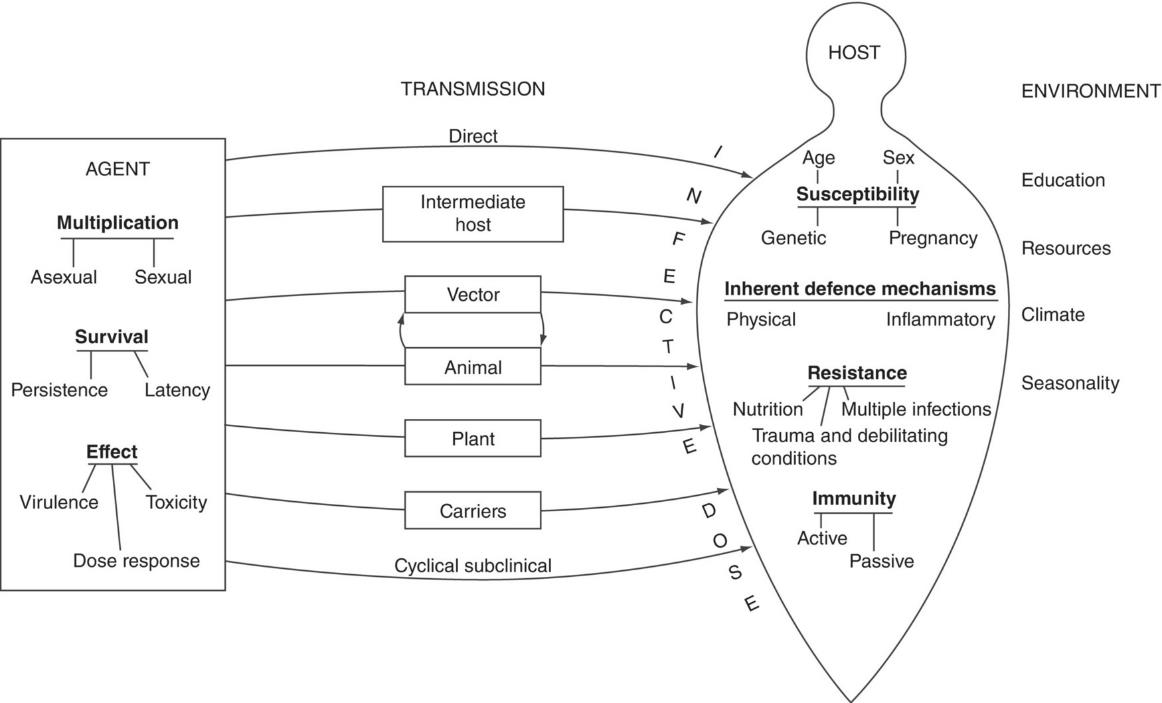 TRANSMISSION
ENVIRONMENT
AGENT
Multiplication
Asexual Sexual
Survival
Persistence Latency
Effect
Virulence Toxicity
Dose response
Direct
Intermediate
host
Vector
Animal
Plant
Carriers
Cyclical subclinical
INFECTIVE DOSE
HOST
Age Sex
Susceptibility
Genetic Pregnancy
Inherent defence mechanisms
Physical Inflammatory
Resistance
Nutrition Multiple infections
Trauma and debilitating
conditions
Immunity
Active
Passive
Education
Resources
Climate
Seasonality